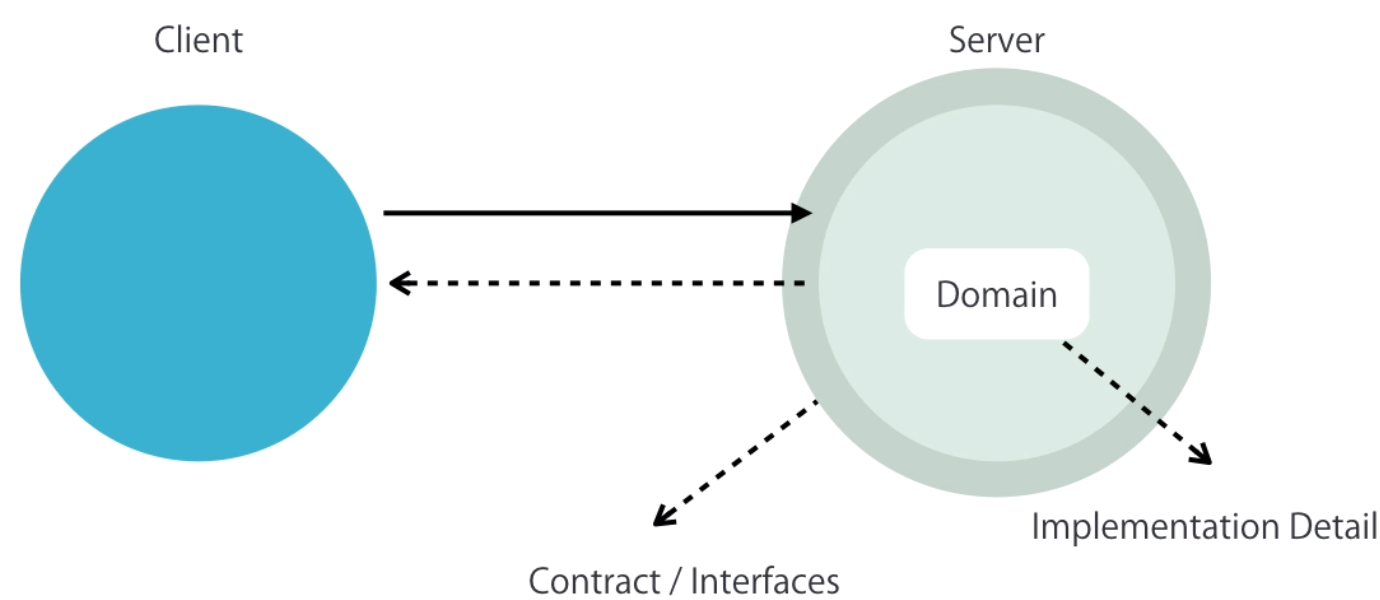 Client
Server
Domain
Implementation Detail
Contract / Interfaces